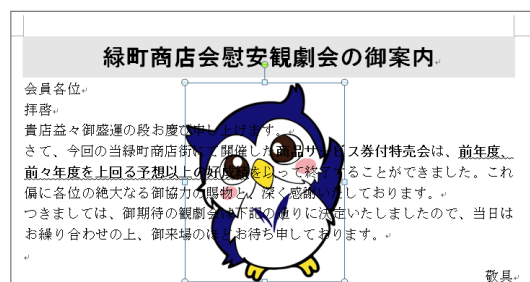 緑町商店会慰安観劇会の御案内
会員各位
拝啓
貴店益々御盛運の段お慶び申し上げます。
さて、今回の当緑町商店街にて開催した商品サービス券付特売会は、前年度、
前々年度を上回る予想以上の好成績を以って終了することができました。これ
偏に各位の絶大なる御協力の賜物と、深く感謝いたしております。
つきましては、御期待の観劇会は下記の通りに決定いたしましたので、当日は
お繰り合わせの上、御来場のほどお待ち申しております。
敬具